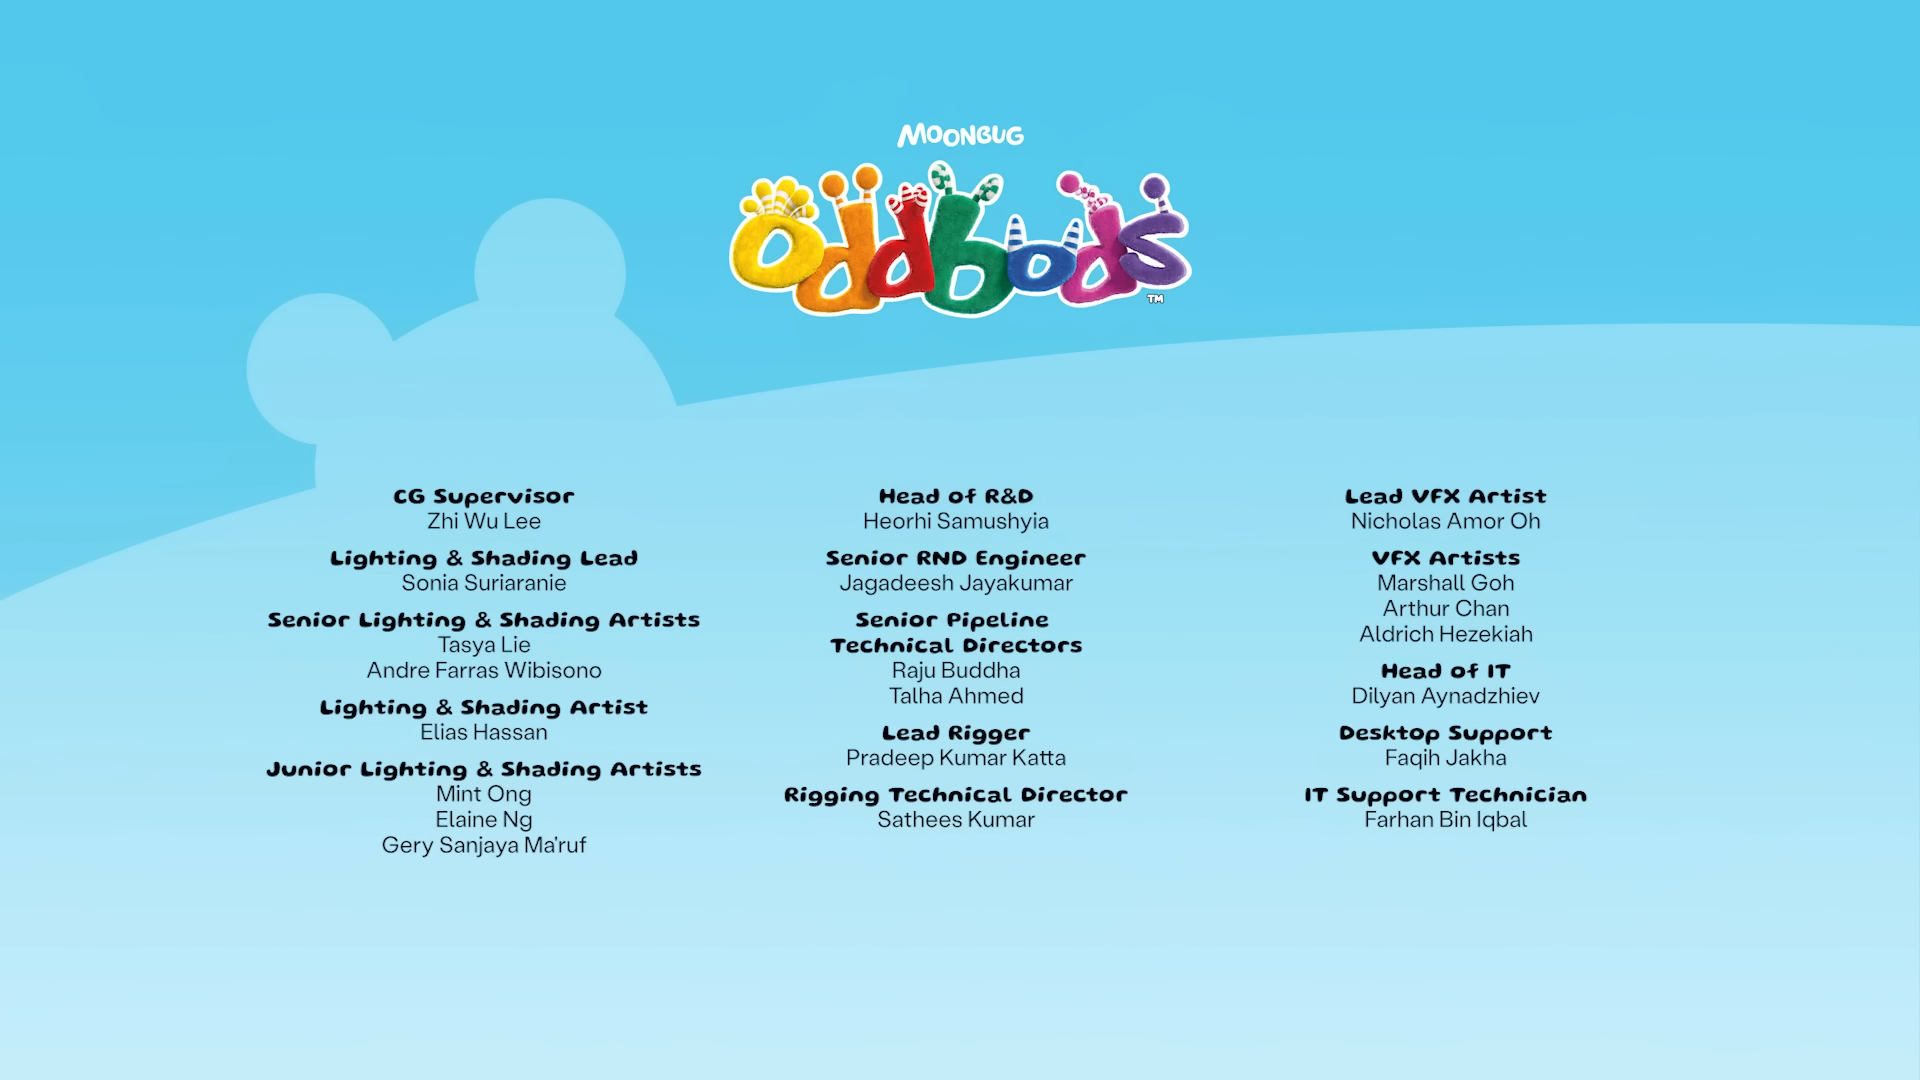 MOONBUG
Oddbods
TM
CG Supervisor
Zhi Wu Lee
Lighting & Shading Lead
Sonia Suriaranie
Senior Lighting & Shading Artists
Tasya Lie
Andre Farras Wibisono
Lighting & Shading Artist
Elias Hassan
Junior Lighting & Shading Artists
Mint Ong
Elaine Ng
Gery Sanjaya Ma'ruf
Head of R&D
Heorhi Samushyia
Senior RND Engineer
Jagadeesh Jayakumar
Senior Pipeline
Technical Directors
Raju Buddha
Talha Ahmed
Lead Rigger
Pradeep Kumar Katta
Rigging Technical Director
Sathees Kumar
Lead VFX Artist
Nicholas Amor Oh
VFX Artists
Marshall Goh
Arthur Chan
Aldrich Hezekiah
Head of IT
Dilyan Aynadzhiev
Desktop Support
Faqih Jakha
IT Support Technician
Farhan Bin Iqbal